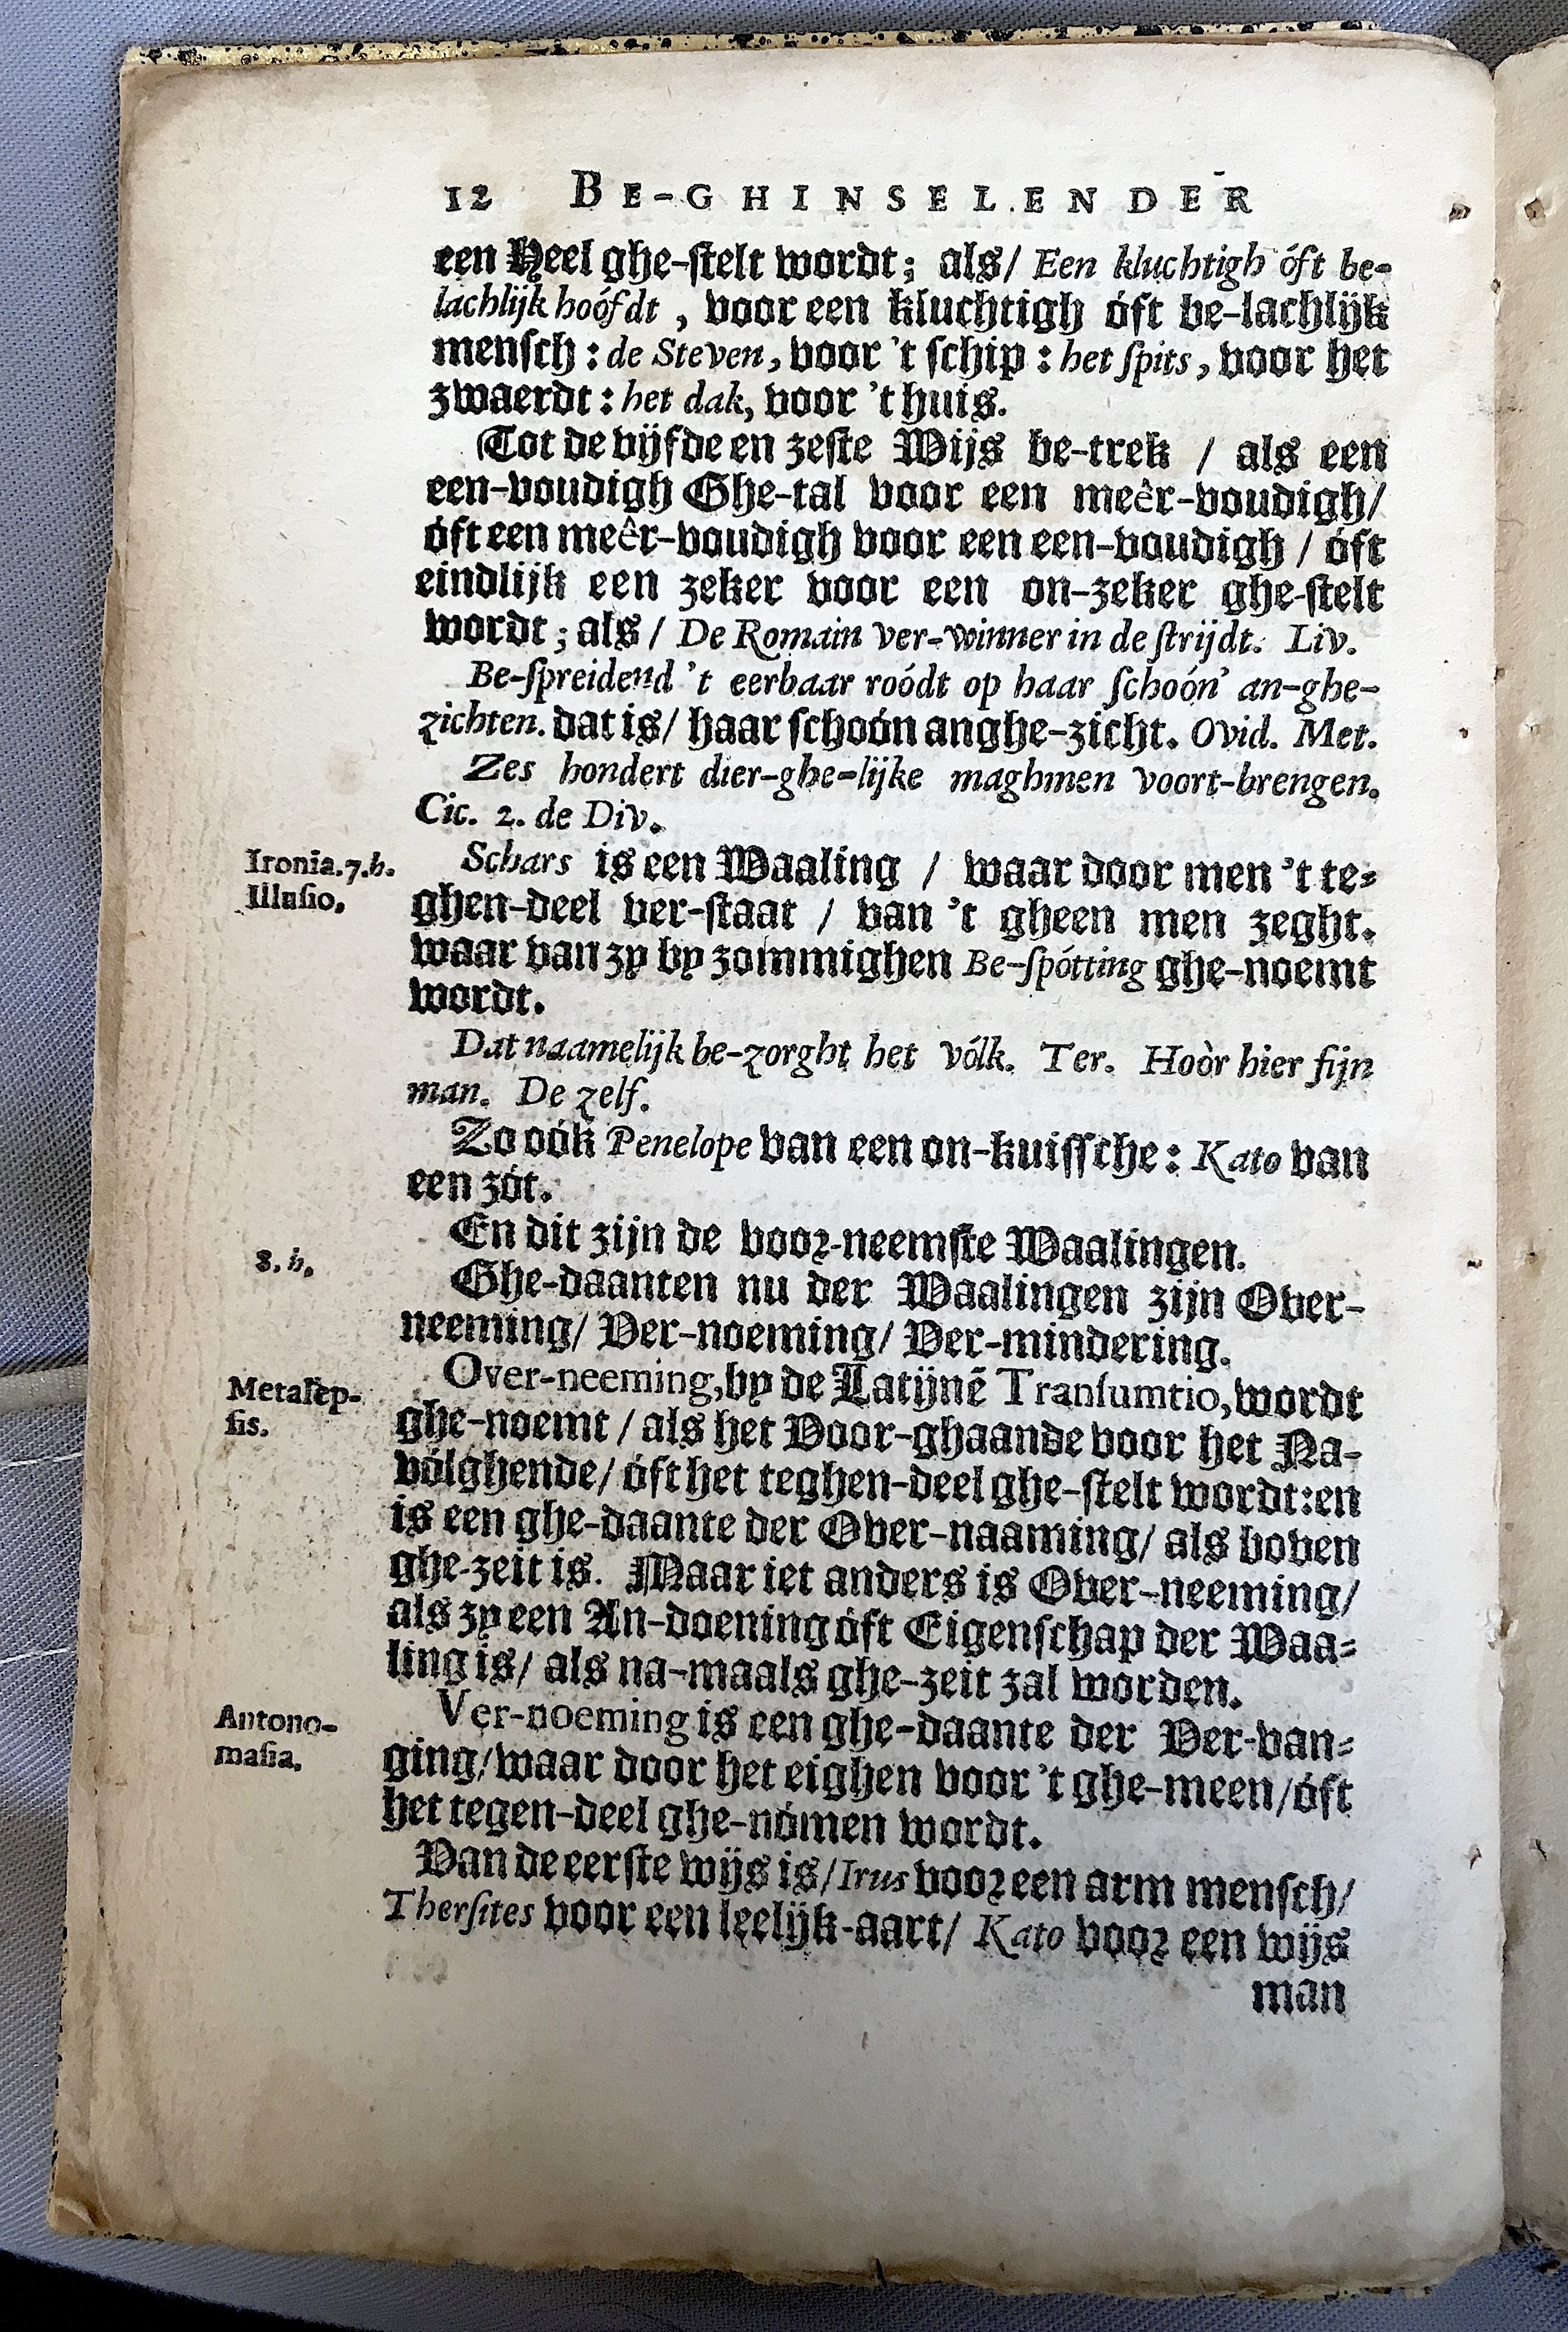 12 BE-GHINSELENDER
een Heel ghe-stelt wordt; als/ Een kluchtigh óft be-
lachlijk hoófdt, voor een kluchtigh óft be-lachlijk
mensch: de Steven, voor 't schip: het spits, voor het
zwaerdt: het dak, voor 't huis.
Tot de vijfde en zeste Wijs be-trek / als een
een-voudigh Ghe-tal voor een meêr-voudigh/
óft een meêr-voudigh voor een een-voudigh / óft
eindlijk een zeker voor een on-zeker ghe-stelt
wordt; als/ De Romain ver-winner in de strijdt. Liv.
Be-spreidend 't eerbaar roódt op haar schoón' an-ghe-
zichten. dat is/ haar schoón anghe-zicht. Ovid. Met.
Zes hondert dier-ghe-lijke maghmen voort-brengen.
Cic. 2. de Div.
Ironia. 7. h.
Illusio.
Schars is een Waaling / waar door men 't te-
ghen-deel ver-staat / van 't gheen men zeght.
waar van zy by zommighen Be-spótting ghe-noemt
wordt.
Dat naamelijk be-zorght het vólk. Ter. Hoòr hier fijn
man. De zelf.
Zo oók Penelope van een on-kuissche: Kato van
een zót.
En dit zijn de voor-neemste Waalingen.
8. h.
Ghe-daanten nu der Waalingen zijn Over-
neeming/ Ver-noeming/ Ver-mindering.
Metalep-
sis.
Over-neeming, by de Latijnē Transumtio, wordt
ghe-noemt / als het Voor-ghaande voor het Na-
vólghende/ óft het teghen-deel ghe-stelt wordt: en
is een ghe-daante der Over-naaming/ als boven
ghe-zeit is. Maar iet anders is Over-neeming/
als zy een An-doening óft Eigenschap der Waa-
ling is/ als na-maals ghe-zeit zal worden.
Antono-
masia.
Ver-noeming is een ghe-daante der Ver-van-
ging/ waar door het eighen voor 't ghe-meen/ óft
het tegen-deel ghe-nómen wordt.
Van de eerste wijs is/ Irus voor een arm mensch/
Thersites voor een leelijk-aart/ Kato voor een wijs
man